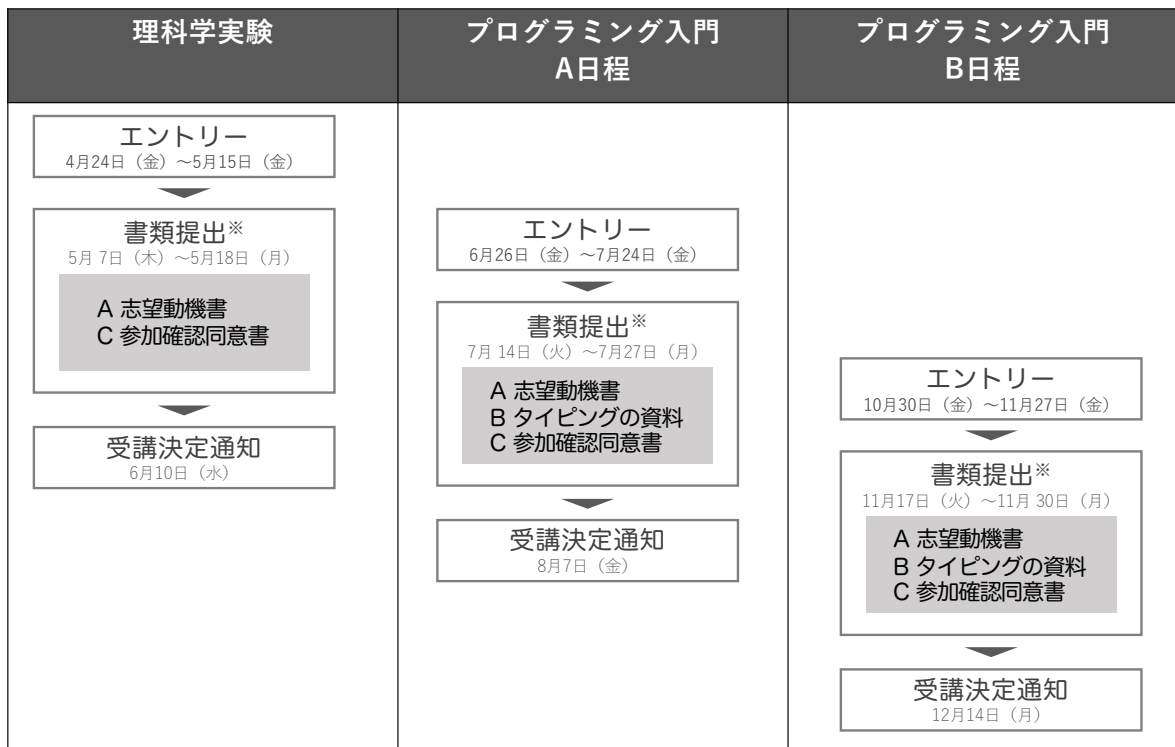 理科学実験
エントリー
4月24日（金）～5月15日（金）
書類提出※
5月 7日（木）～5月18日（月）
A 志望動機書
C 参加確認同意書
受講決定通知
6月10日（水）
プログラミング入門
A日程
エントリー
6月26日（金）～7月24日（金）
書類提出※
7月 14日（火）～7月27日（月）
A 志望動機書
B タイピングの資料
C 参加確認同意書
受講決定通知
8月7日（金）
プログラミング入門
B日程
エントリー
10月30日（金）～11月27日（金）
書類提出※
11月17日（火）～11月 30日（月）
A 志望動機書
B タイピングの資料
C 参加確認同意書
受講決定通知
12月14日（月）